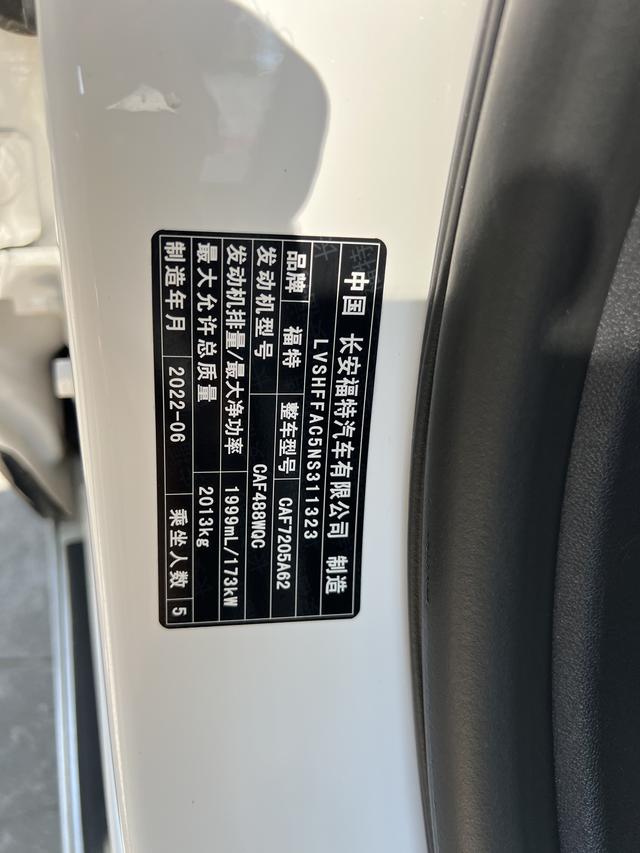 中国 长安福特汽车有限公司 制造
LVSHFFAC5NS311323
品牌 福特 整车型号 CAF7205A62
发动机型号 CAF488WQC
发动机排量/最大净功率 1999mL/173kW
最大允许总质量 2013kg
制造年月 2022-06 乘坐人数 5